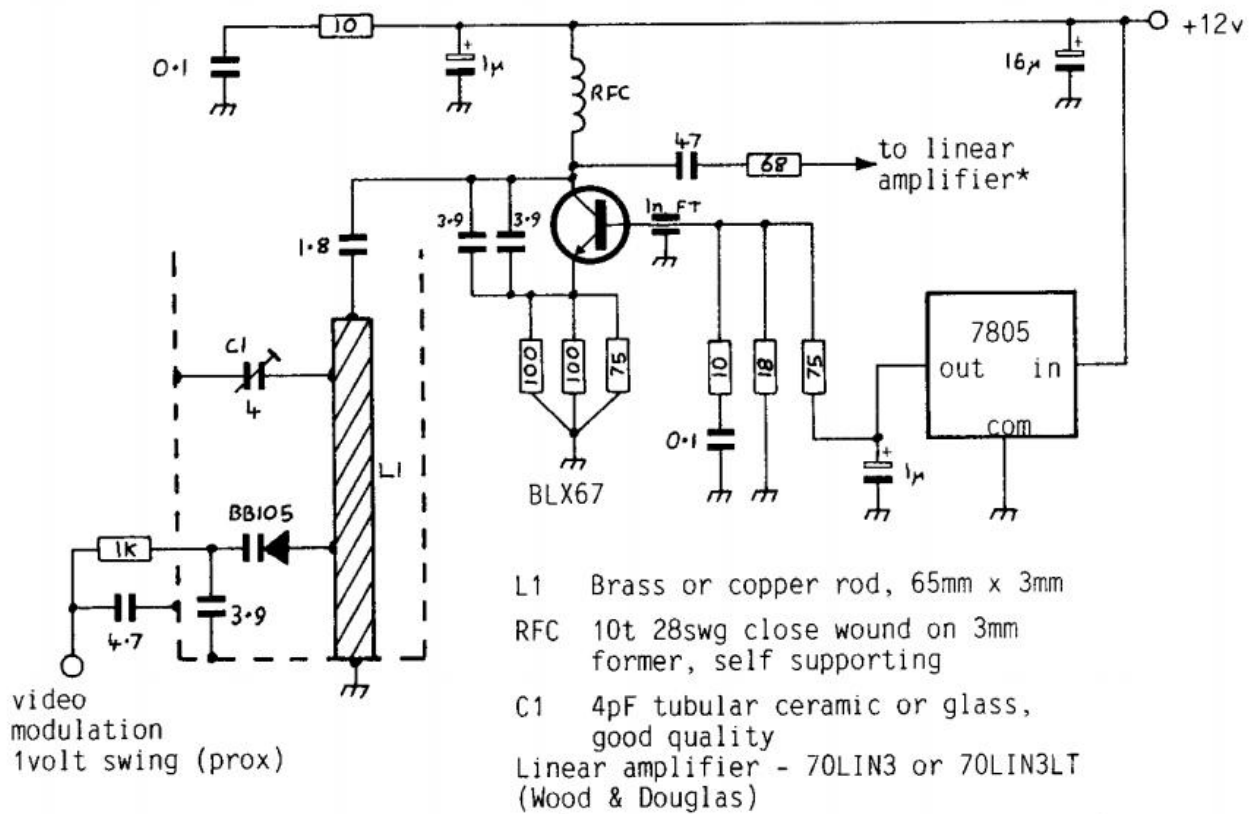 10
+12v
0.1
+
1μ
+
16μ
RFC
47
68
to linear
amplifier*
3.9
3.9
1n FT
1.8
C1
4
100
100
75
10
18
75
7805
out in
com
0.1
+
1μ
L1
BLX67
BB105
1K
3.9
4.7
video
modulation
1volt swing (prox)
L1 Brass or copper rod, 65mm x 3mm
RFC 10t 28swg close wound on 3mm
former, self supporting
C1 4pF tubular ceramic or glass,
good quality
Linear amplifier - 70LIN3 or 70LIN3LT
(Wood & Douglas)